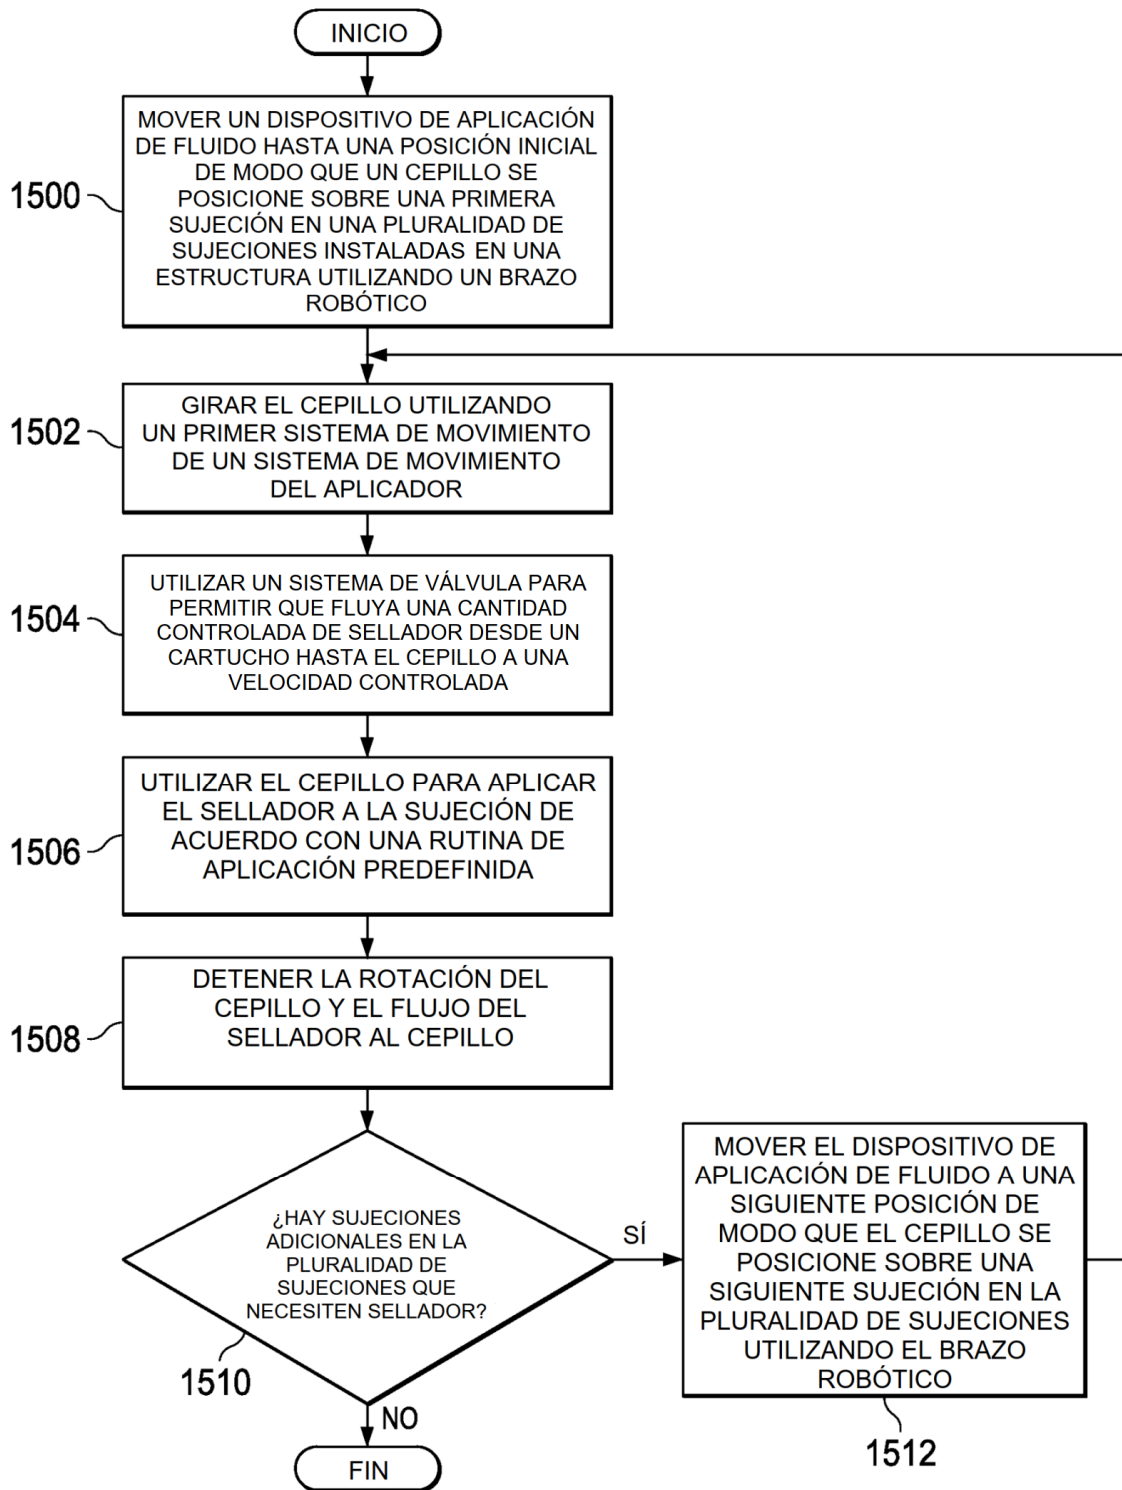 INICIO
MOVER UN DISPOSITIVO DE APLICACIÓN
DE FLUIDO HASTA UNA POSICIÓN INICIAL
DE MODO QUE UN CEPILLO SE
POSICIONE SOBRE UNA PRIMERA
SUJECIÓN EN UNA PLURALIDAD DE
SUJECIONES INSTALADAS EN UNA
ESTRUCTURA UTILIZANDO UN BRAZO
ROBÓTICO
1500
GIRAR EL CEPILLO UTILIZANDO
UN PRIMER SISTEMA DE MOVIMIENTO
DE UN SISTEMA DE MOVIMIENTO
DEL APLICADOR
1502
UTILIZAR UN SISTEMA DE VÁLVULA PARA
PERMITIR QUE FLUYA UNA CANTIDAD
CONTROLADA DE SELLADOR DESDE UN
CARTUCHO HASTA EL CEPILLO A UNA
VELOCIDAD CONTROLADA
1504
UTILIZAR EL CEPILLO PARA APLICAR
EL SELLADOR A LA SUJECIÓN DE
ACUERDO CON UNA RUTINA DE
APLICACIÓN PREDEFINIDA
1506
DETENER LA ROTACIÓN DEL
CEPILLO Y EL FLUJO DEL
SELLADOR AL CEPILLO
1508
¿HAY SUJECIONES
ADICIONALES EN LA
PLURALIDAD DE
SUJECIONES QUE
NECESITEN SELLADOR?
1510
SÍ
MOVER EL DISPOSITIVO DE
APLICACIÓN DE FLUIDO A UNA
SIGUIENTE POSICIÓN DE
MODO QUE EL CEPILLO SE
POSICIONE SOBRE UNA
SIGUIENTE SUJECIÓN EN LA
PLURALIDAD DE SUJECIONES
UTILIZANDO EL BRAZO
ROBÓTICO
1512
NO
FIN